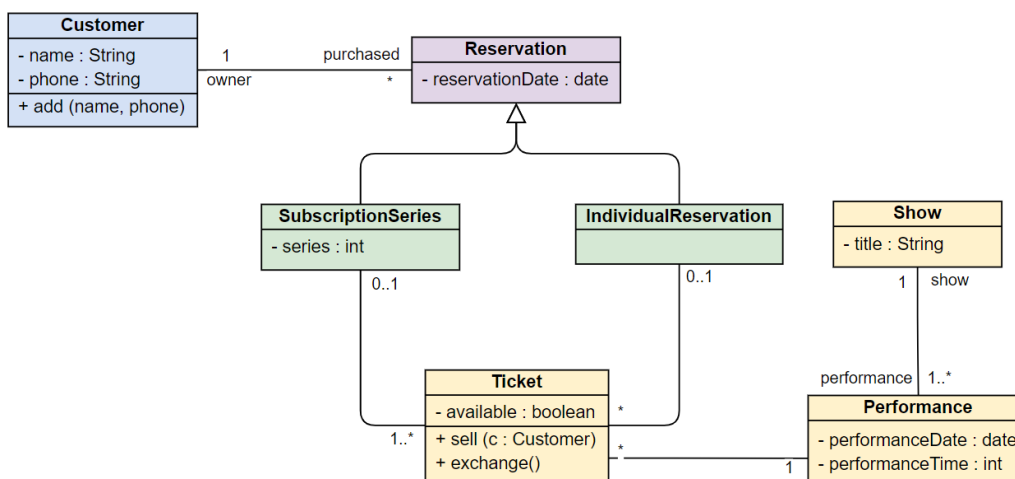 Customer
- name : String
- phone : String
+ add (name, phone)
1
owner
purchased
*
Reservation
- reservationDate : date
SubscriptionSeries
- series : int
0..1
IndividualReservation
0..1
Show
- title : String
1
show
performance
1..*
Ticket
- available : boolean
+ sell (c : Customer)
+ exchange()
1..*
*
*
1
Performance
- performanceDate : date
- performanceTime : int